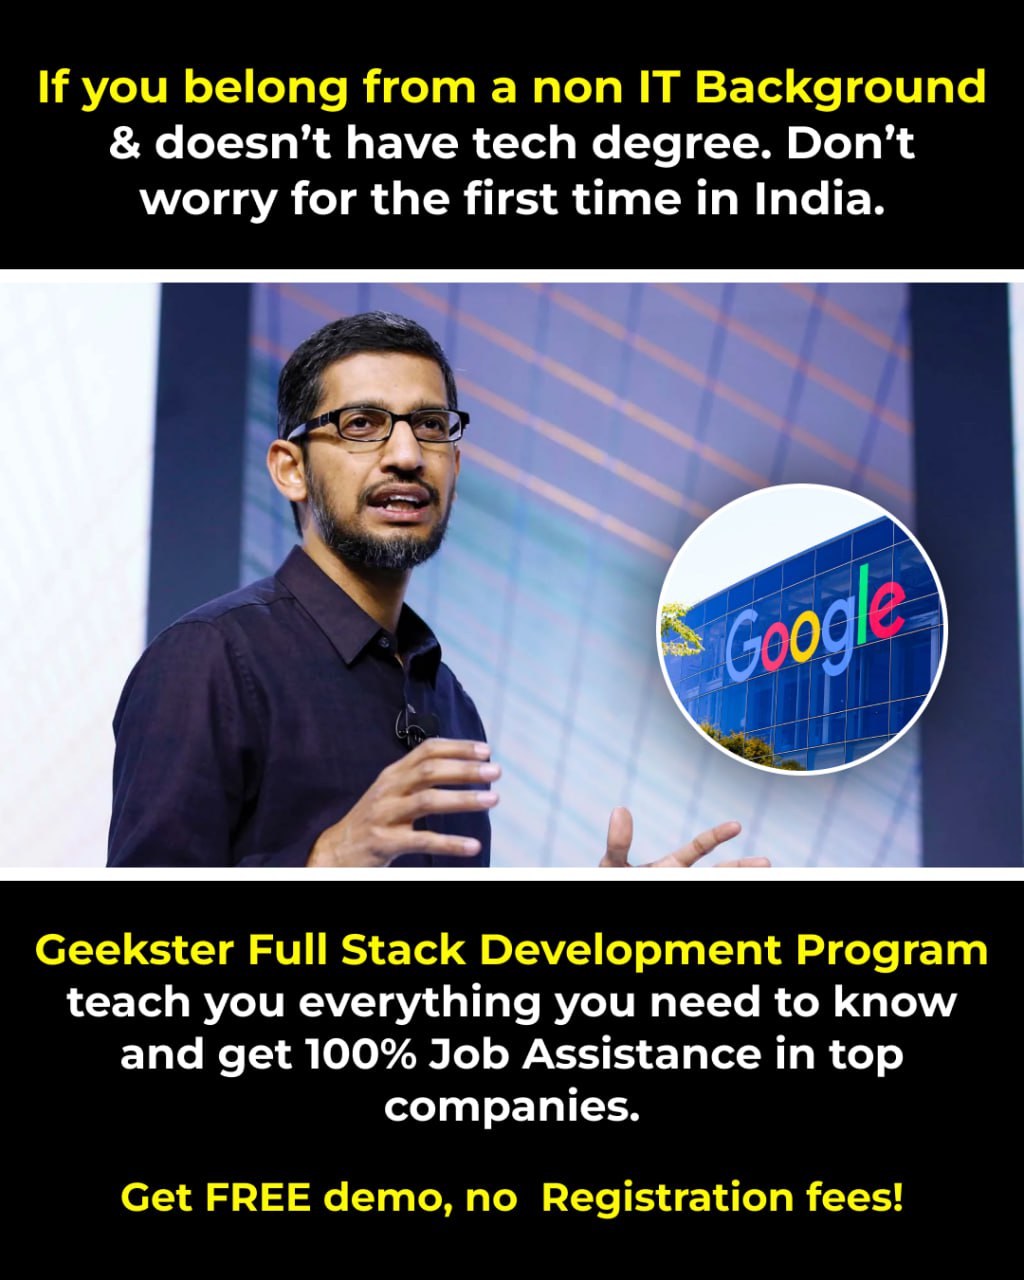 If you belong from a non IT Background
& doesn’t have tech degree. Don’t
worry for the first time in India.
Google
Geekster Full Stack Development Program
teach you everything you need to know
and get 100% Job Assistance in top
companies.
Get FREE demo, no  Registration fees!